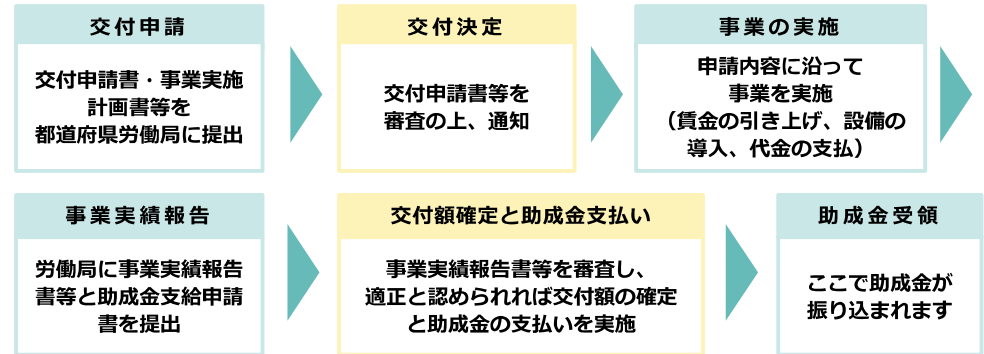 交付申請
交付申請書・事業実施
計画書等を
都道府県労働局に提出
交付決定
交付申請書等を
審査の上、通知
事業の実施
申請内容に沿って
事業を実施
（賃金の引き上げ、設備の
導入、代金の支払）
事業実績報告
労働局に事業実績報告
書等と助成金支給申請
書を提出
交付額確定と助成金支払い
事業実績報告書等を審査し、
適正と認められれば交付額の確定
と助成金の支払いを実施
助成金受領
ここで助成金が
振り込まれます